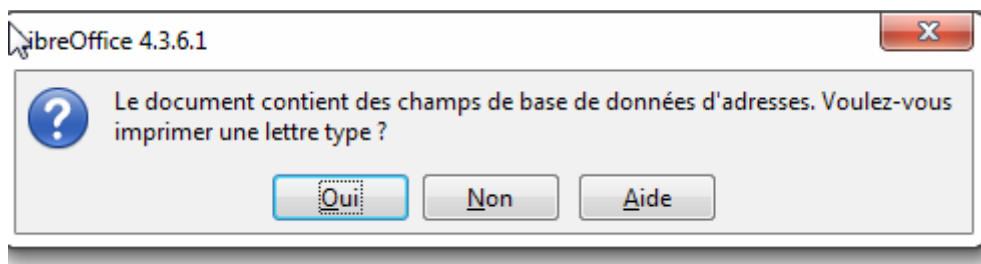 ibreOffice 4.3.6.1
Le document contient des champs de base de données d'adresses. Voulez-vous
imprimer une lettre type ?
Oui Non Aide